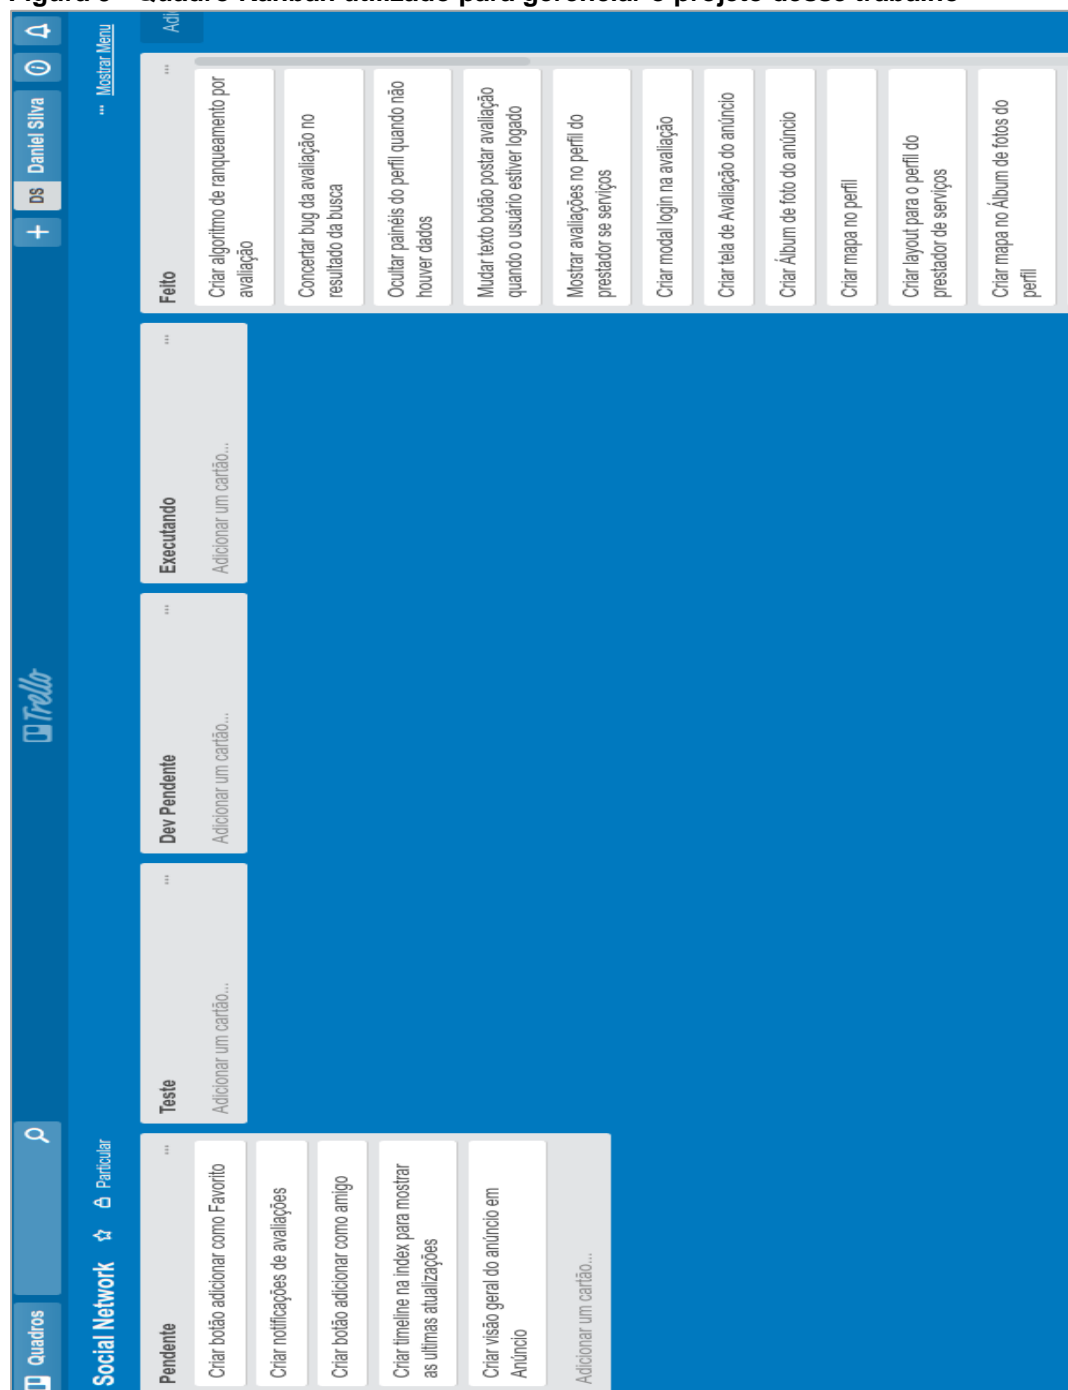 Quadros
Trello
+
DS Daniel Silva
Social Network
Particular
... Mostrar Menu
Pendente ...
Criar botão adicionar como Favorito
Criar notificações de avaliações
Criar botão adicionar como amigo
Criar timeline na index para mostrar
as ultimas atualizações
Criar visão geral do anúncio em
Anúncio
Adicionar um cartão...
Teste ...
Adicionar um cartão...
Dev Pendente ...
Adicionar um cartão...
Executando ...
Adicionar um cartão...
Feito ...
Criar algoritmo de ranqueamento por
avaliação
Concertar bug da avaliação no
resultado da busca
Ocultar painéis do perfil quando não
houver dados
Mudar texto botão postar avaliação
quando o usuário estiver logado
Mostrar avaliações no perfil do
prestador se serviços
Criar modal login na avaliação
Criar tela de Avaliação do anúncio
Criar Álbum de foto do anúncio
Criar mapa no perfil
Criar layout para o perfil do
prestador de serviços
Criar mapa no Álbum de fotos do
perfil